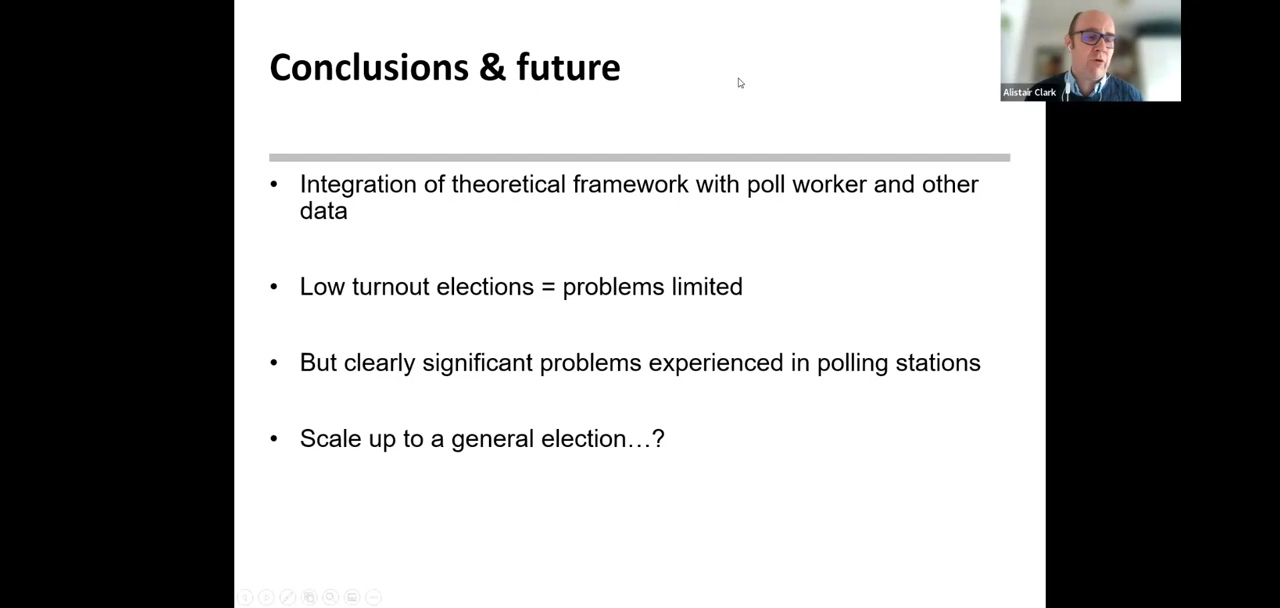 Conclusions & future
Alistair Clark
• Integration of theoretical framework with poll worker and other
data
• Low turnout elections = problems limited
• But clearly significant problems experienced in polling stations
• Scale up to a general election…?